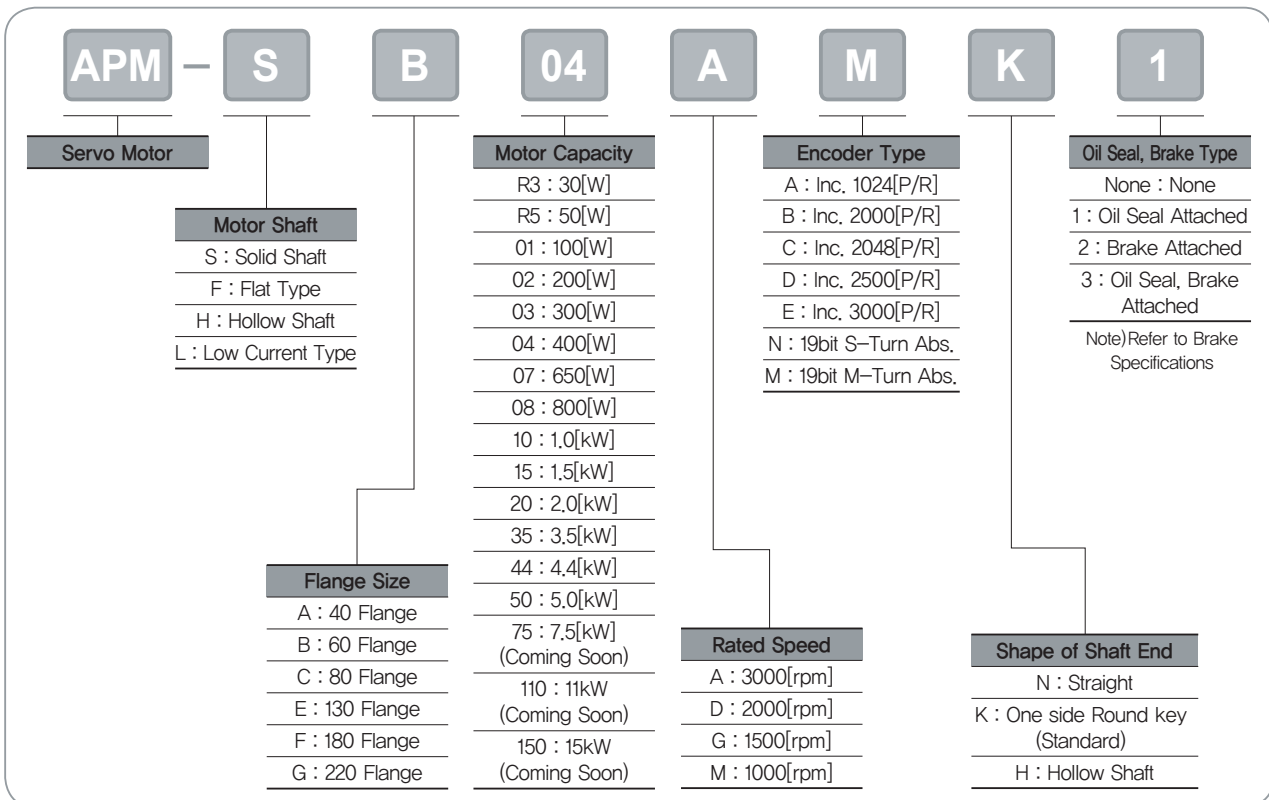 APM – S B 04 A M K 1
Servo Motor
Motor Shaft
S : Solid Shaft
F : Flat Type
H : Hollow Shaft
L : Low Current Type
Flange Size
A : 40 Flange
B : 60 Flange
C : 80 Flange
E : 130 Flange
F : 180 Flange
G : 220 Flange
Motor Capacity
R3 : 30[W]
R5 : 50[W]
01 : 100[W]
02 : 200[W]
03 : 300[W]
04 : 400[W]
07 : 650[W]
08 : 800[W]
10 : 1.0[kW]
15 : 1.5[kW]
20 : 2.0[kW]
35 : 3.5[kW]
44 : 4.4[kW]
50 : 5.0[kW]
75 : 7.5[kW]
(Coming Soon)
110 : 11kW
(Coming Soon)
150 : 15kW
(Coming Soon)
Rated Speed
A : 3000[rpm]
D : 2000[rpm]
G : 1500[rpm]
M : 1000[rpm]
Encoder Type
A : Inc. 1024[P/R]
B : Inc. 2000[P/R]
C : Inc. 2048[P/R]
D : Inc. 2500[P/R]
E : Inc. 3000[P/R]
N : 19bit S-Turn Abs.
M : 19bit M-Turn Abs.
Shape of Shaft End
N : Straight
K : One side Round key
(Standard)
H : Hollow Shaft
Oil Seal, Brake Type
None : None
1 : Oil Seal Attached
2 : Brake Attached
3 : Oil Seal, Brake
Attached
Note)Refer to Brake
Specifications